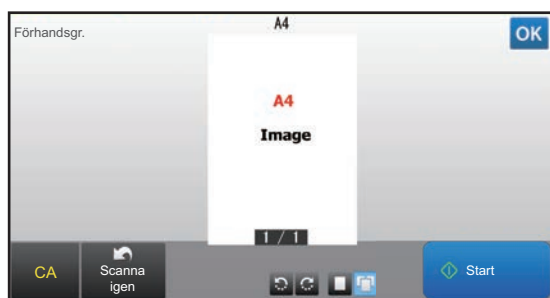 Förhandsgr.
A4
OK
A4
Image
1 / 1
CA
Scanna
igen
Start